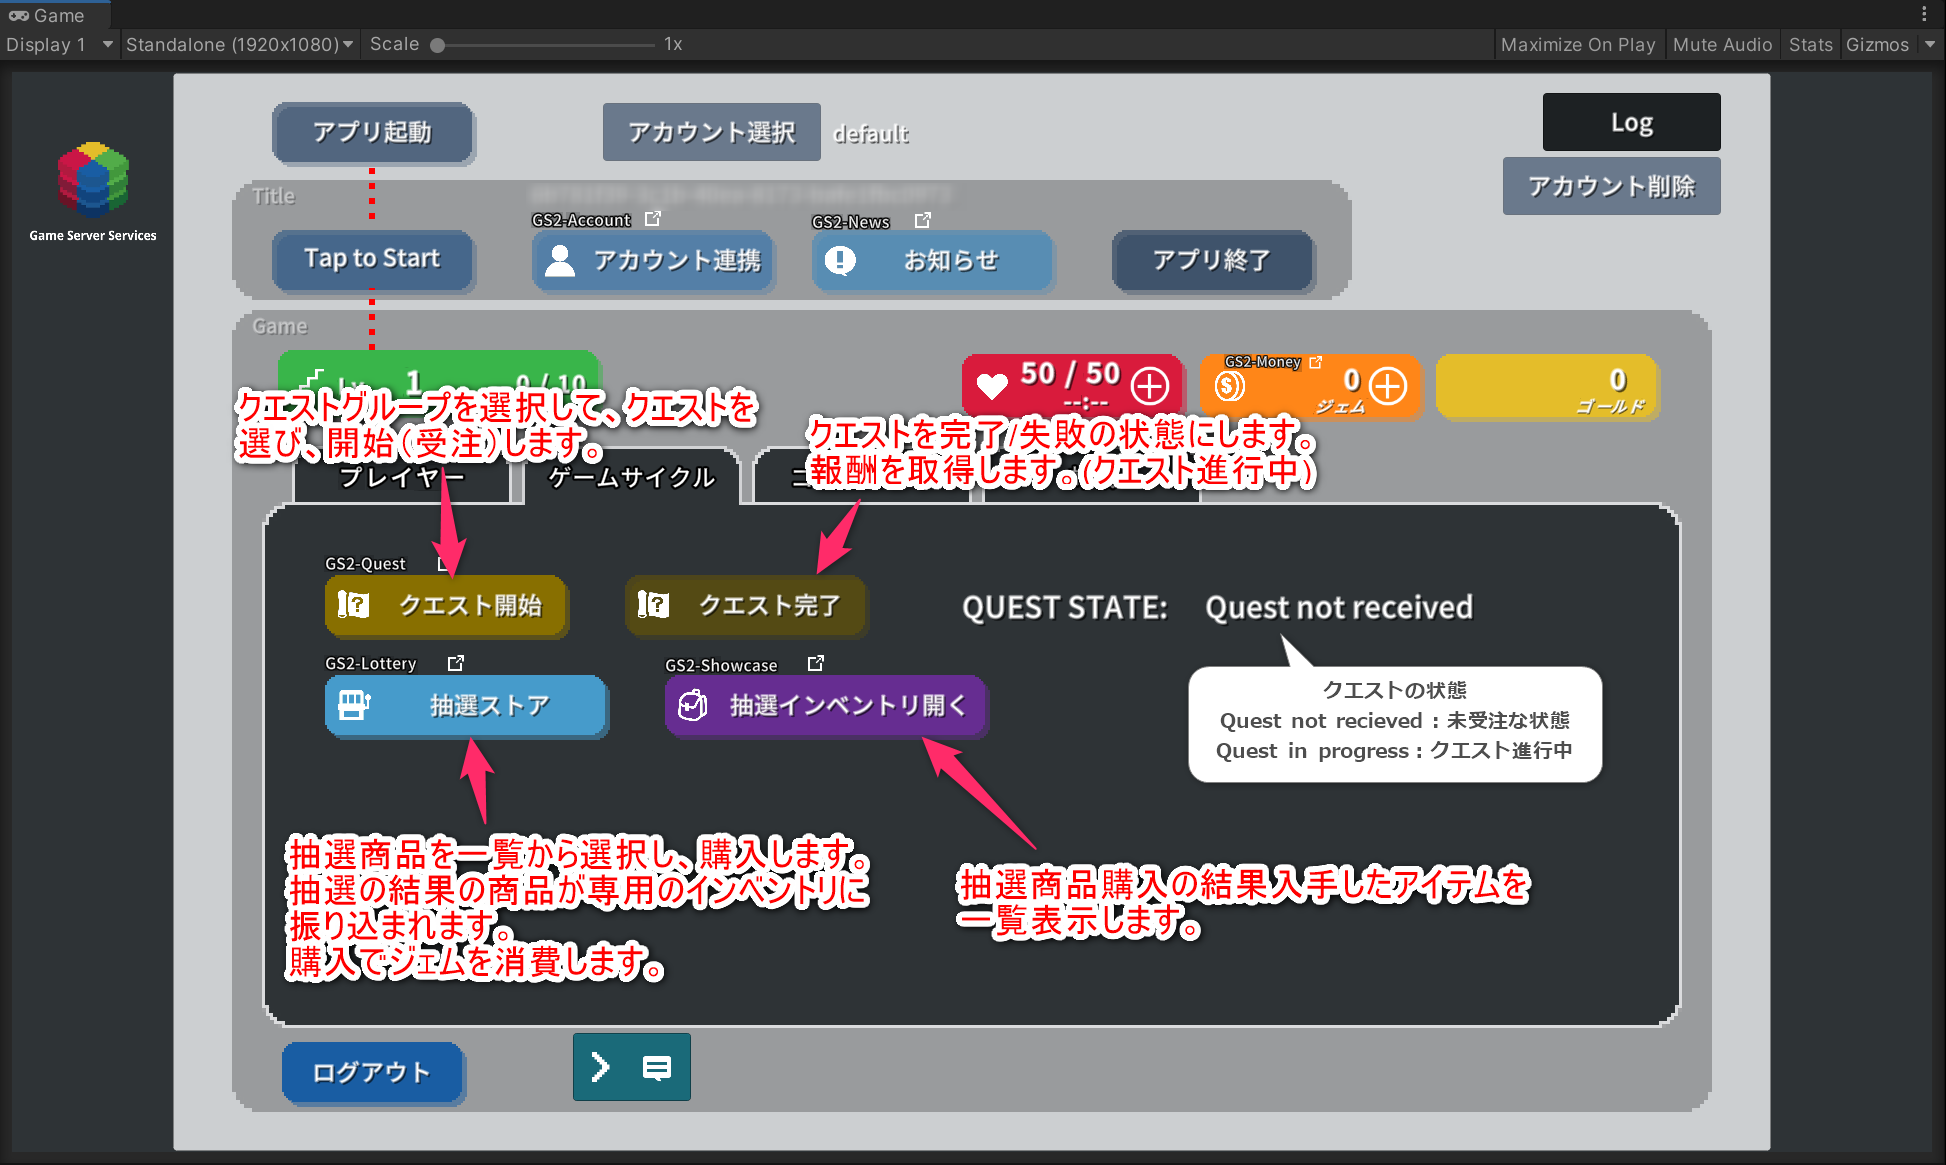 Game
Display 1
Standalone (1920x1080)
Scale
1x
Maximize On Play
Mute Audio
Stats
Gizmos
Game Server Services
アプリ起動
アカウント選択
default
Log
アカウント削除
Title
GS2-Account
GS2-News
Tap to Start
アカウント連携
お知らせ
アプリ終了
Game
Lv
1
0 / 10
50 / 50
--:--
GS2-Money
0
ジェム
0
ゴールド
クエストグループを選択して、クエストを
選び、開始(受注)します。
クエストを完了/失敗の状態にします。
報酬を取得します。(クエスト進行中)
プレイヤー
ゲームサイクル
GS2-Quest
クエスト開始
クエスト完了
QUEST STATE:
Quest not received
GS2-Lottery
GS2-Showcase
抽選ストア
抽選インベントリ開く
クエストの状態
Quest not recieved：未受注な状態
Quest in progress：クエスト進行中
抽選商品を一覧から選択し、購入します。
抽選の結果の商品が専用のインベントリに
振り込まれます。
購入でジェムを消費します。
抽選商品購入の結果入手したアイテムを
一覧表示します。
ログアウト